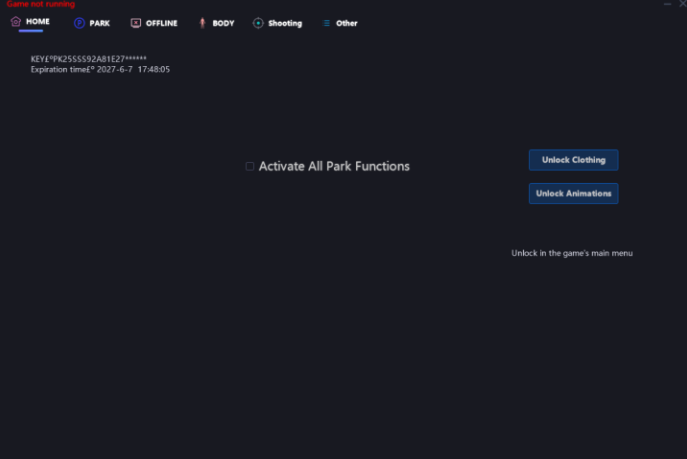 Game not running
HOME PARK OFFLINE BODY Shooting Other
KEY£ºPK25SSS92A81E27******
Expiration time£º 2027-6-7 17:48:05
Activate All Park Functions
Unlock Clothing
Unlock Animations
Unlock in the game's main menu